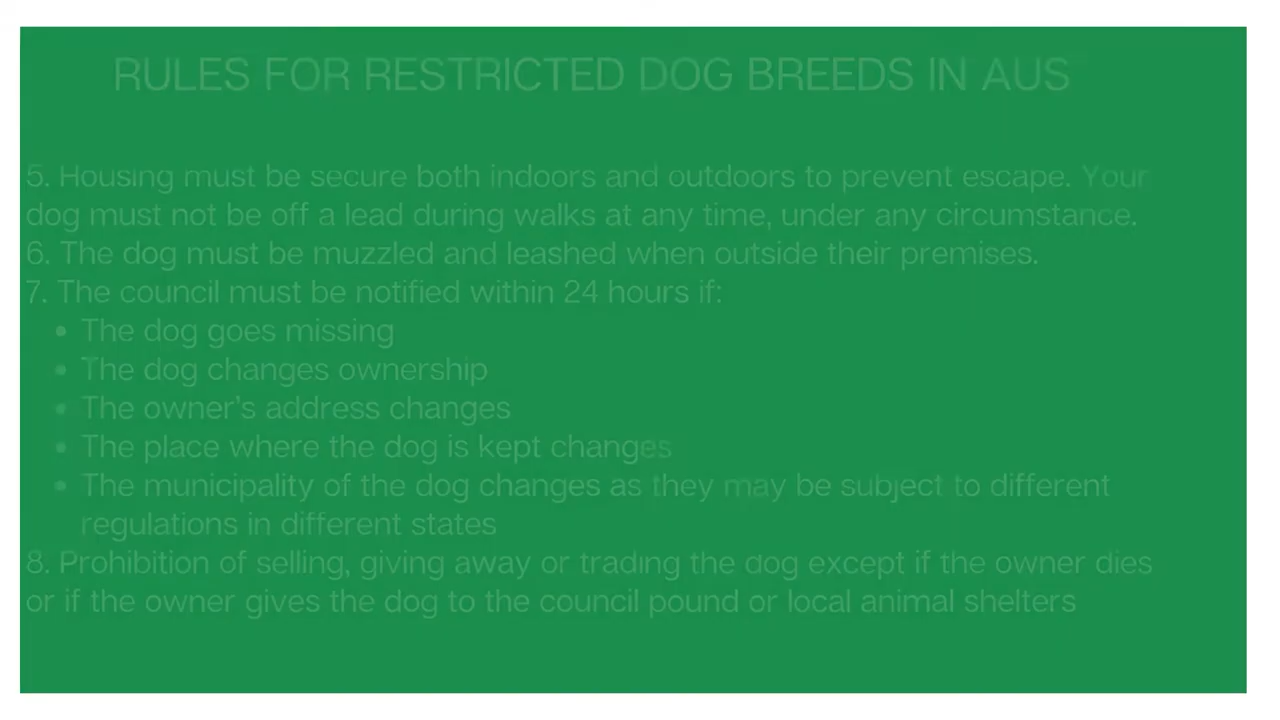 RULES FOR RESTRICTED DOG BREEDS IN AUS
5. Housing must be secure both indoors and outdoors to prevent escape. Your
dog must not be off a lead during walks at any time, under any circumstance.
6. The dog must be muzzled and leashed when outside their premises.
7. The council must be notified within 24 hours if:
• The dog goes missing
• The dog changes ownership
• The owner's address changes
• The place where the dog is kept changes
• The municipality of the dog changes as they may be subject to different
regulations in different states
8. Prohibition of selling, giving away or trading the dog except if the owner dies
or if the owner gives the dog to the council pound or local animal shelters